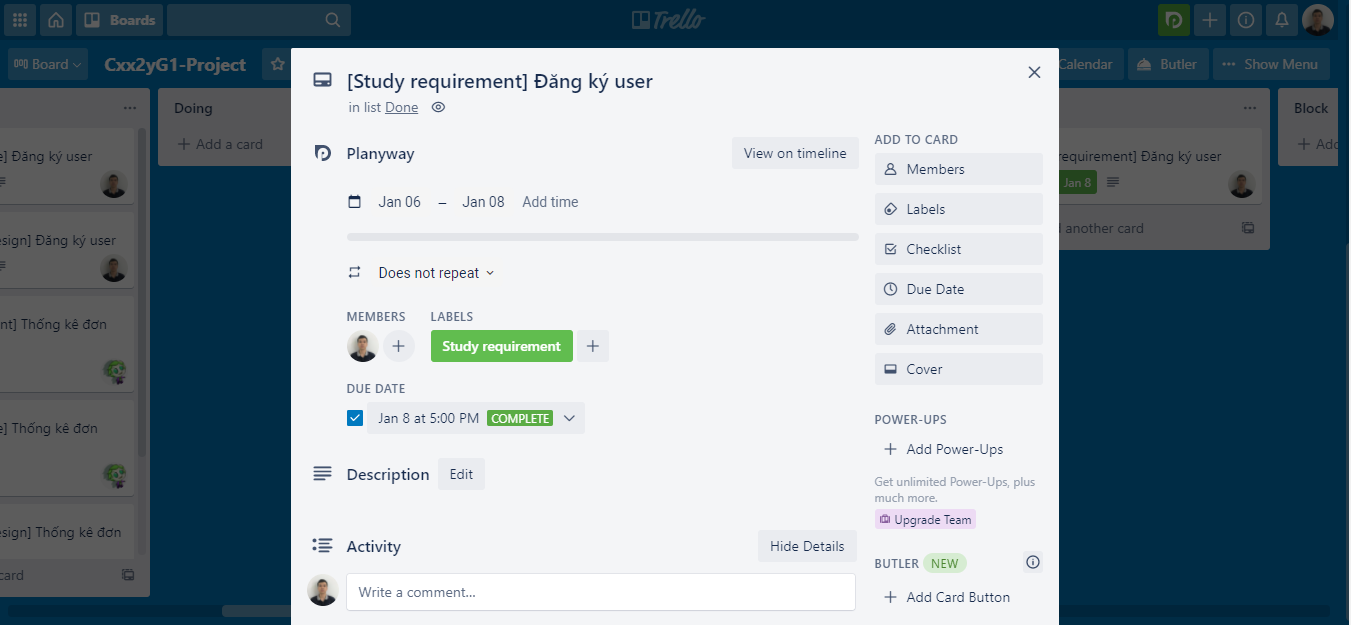 Boards
Trello
Board
Cxx2yG1-Project
Calendar
Butler
Show Menu
Đăng ký user
Đăng ký user
Thống kê đơn
Thống kê đơn
Thống kê đơn
card
Doing
Add a card
[Study requirement] Đăng ký user
in list Done
Planyway
View on timeline
Jan 06 – Jan 08 Add time
Does not repeat
MEMBERS LABELS
Study requirement
DUE DATE
Jan 8 at 5:00 PM COMPLETE
Description Edit
Activity
Hide Details
Write a comment...
ADD TO CARD
Members
Labels
Checklist
Due Date
Attachment
Cover
POWER-UPS
Add Power-Ups
Get unlimited Power-Ups, plus
much more.
Upgrade Team
BUTLER NEW
Add Card Button
requirement] Đăng ký user
Jan 8
another card
Block